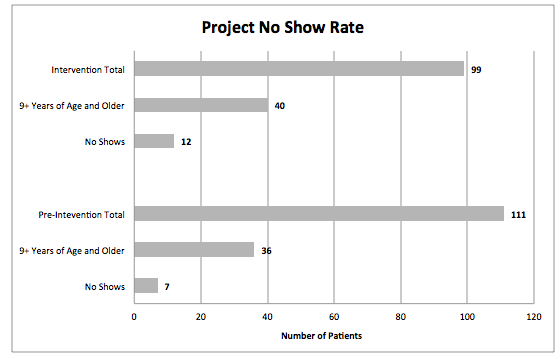 Project No Show Rate
Intervention Total 99
9+ Years of Age and Older 40
No Shows 12
Pre-Intevention Total 111
9+ Years of Age and Older 36
No Shows 7
0 20 40 60 80 100 120
Number of Patients